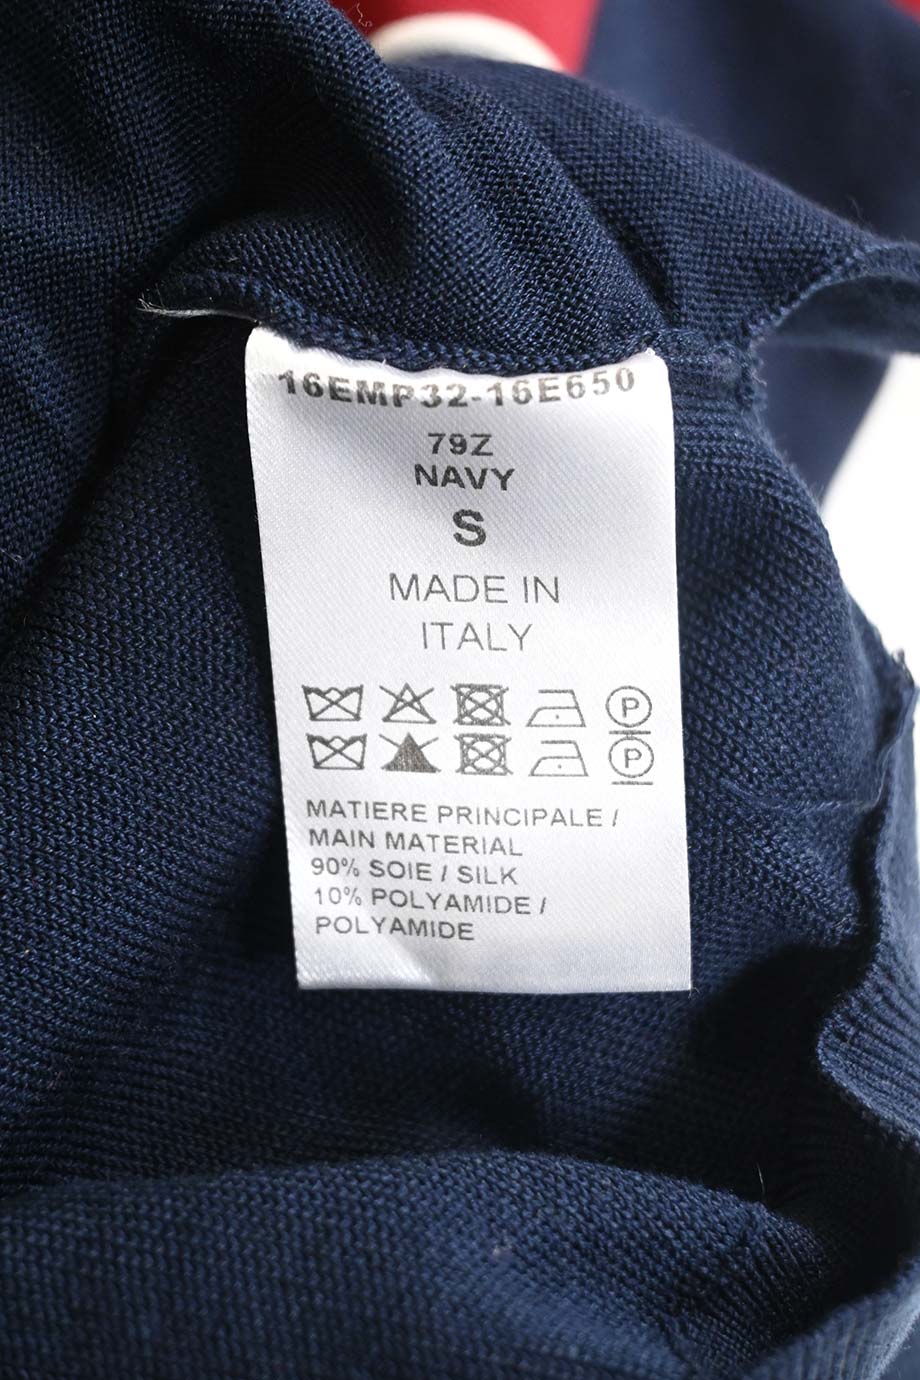 16EMP32-16E650
79Z
NAVY
S
MADE IN
ITALY
P
P
MATIERE PRINCIPALE /
MAIN MATERIAL
90% SOIE / SILK
10% POLYAMIDE /
POLYAMIDE